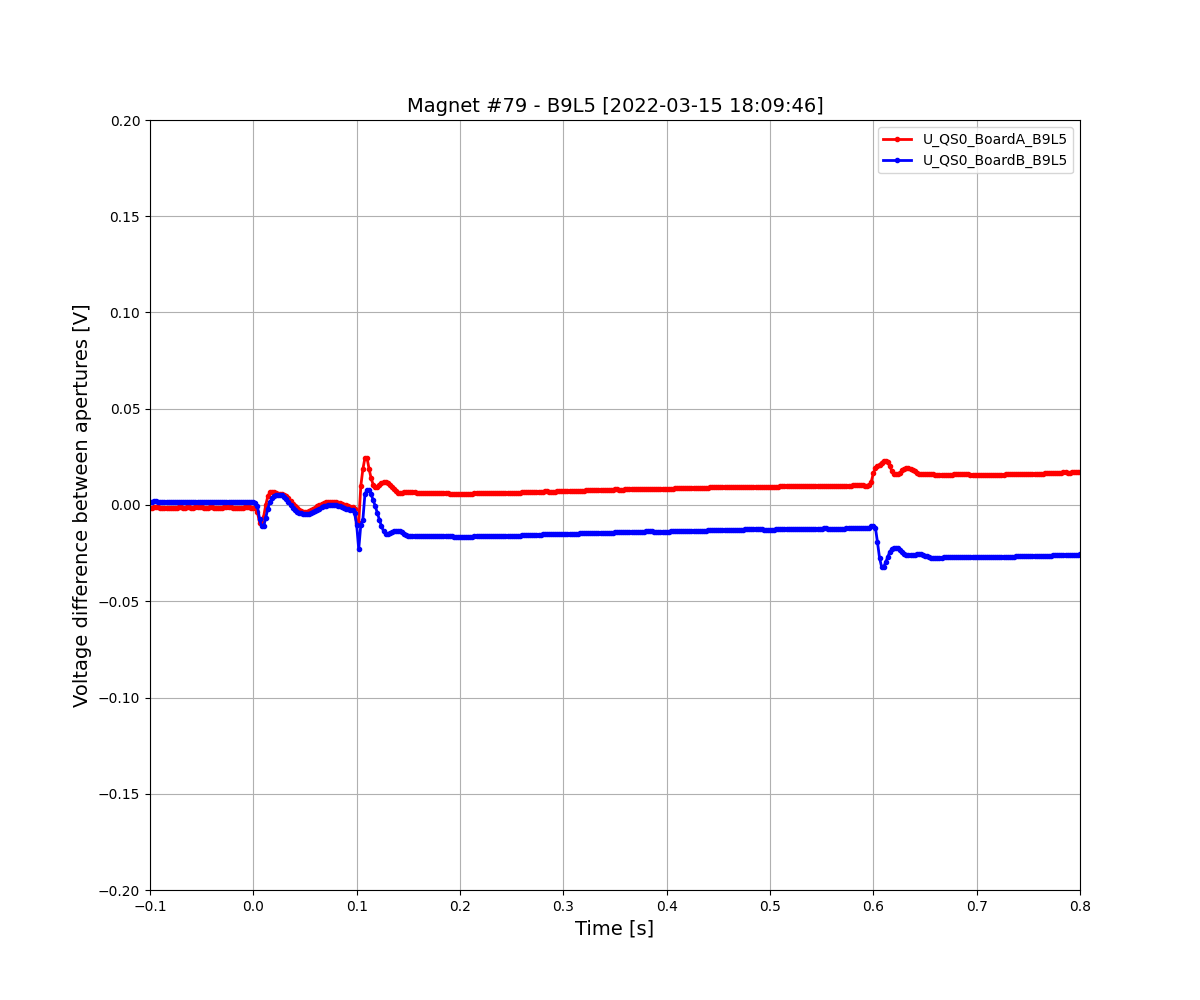 Magnet #79 - B9L5 [2022-03-15 18:09:46]
U_QS0_BoardA_B9L5
U_QS0_BoardB_B9L5
Voltage difference between apertures [V]
0.20
0.15
0.10
0.05
0.00
−0.05
−0.10
−0.15
−0.20
−0.1 0.0 0.1 0.2 0.3 0.4 0.5 0.6 0.7 0.8
Time [s]